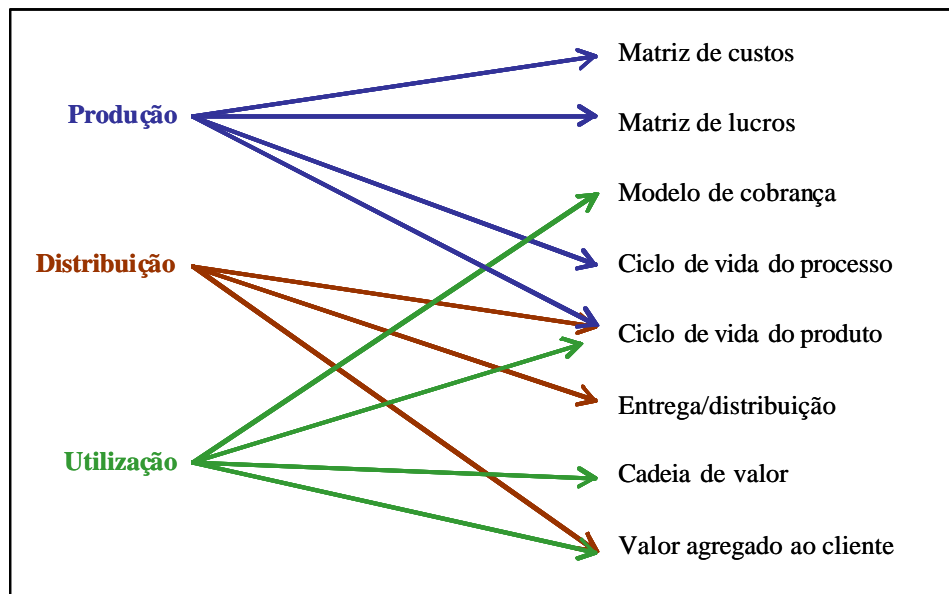 Produção
Distribuição
Utilização
Matriz de custos
Matriz de lucros
Modelo de cobrança
Ciclo de vida do processo
Ciclo de vida do produto
Entrega/distribuição
Cadeia de valor
Valor agregado ao cliente